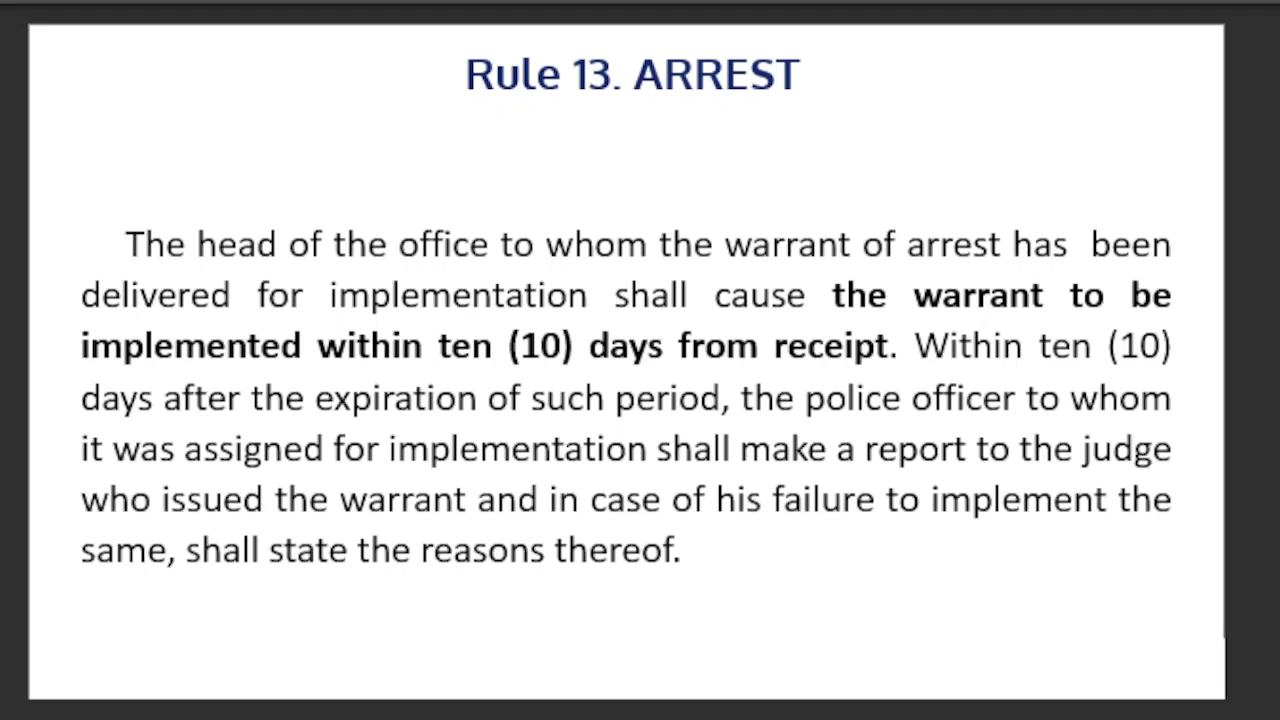 Rule 13. ARREST
The head of the office to whom the warrant of arrest has been
delivered for implementation shall cause the warrant to be
implemented within ten (10) days from receipt. Within ten (10)
days after the expiration of such period, the police officer to whom
it was assigned for implementation shall make a report to the judge
who issued the warrant and in case of his failure to implement the
same, shall state the reasons thereof.